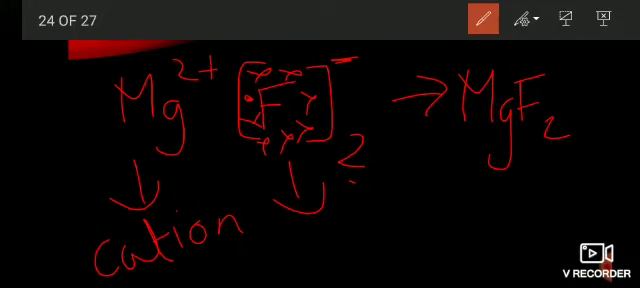 24 OF 27
Mg2+ [F]- 2 → MgF2
cation
V RECORDER